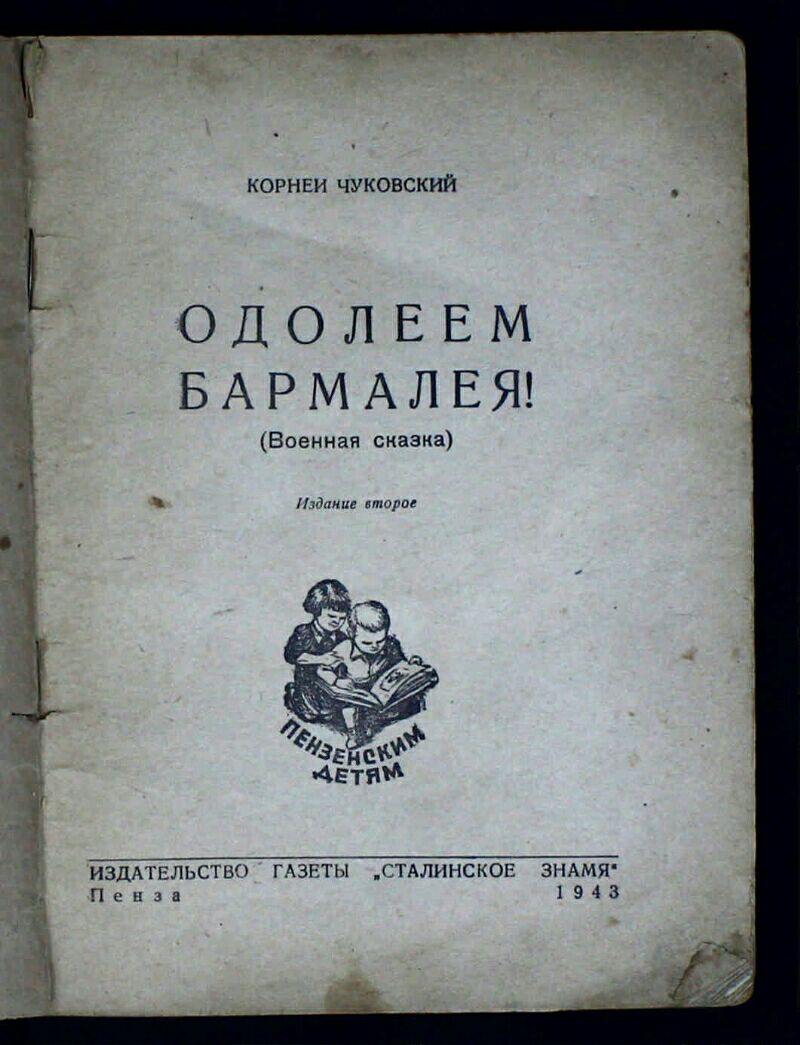 КОРНЕИ ЧУКОВСКИЙ
ОДОЛЕЕМ
БАРМАЛЕЯ!
(Военная сказка)
Издание второе
ПЕНЗЕНСКИМ
ДЕТЯМ
ИЗДАТЕЛЬСТВО ГАЗЕТЫ „СТАЛИНСКОЕ ЗНАМЯ"
Пенза 1943